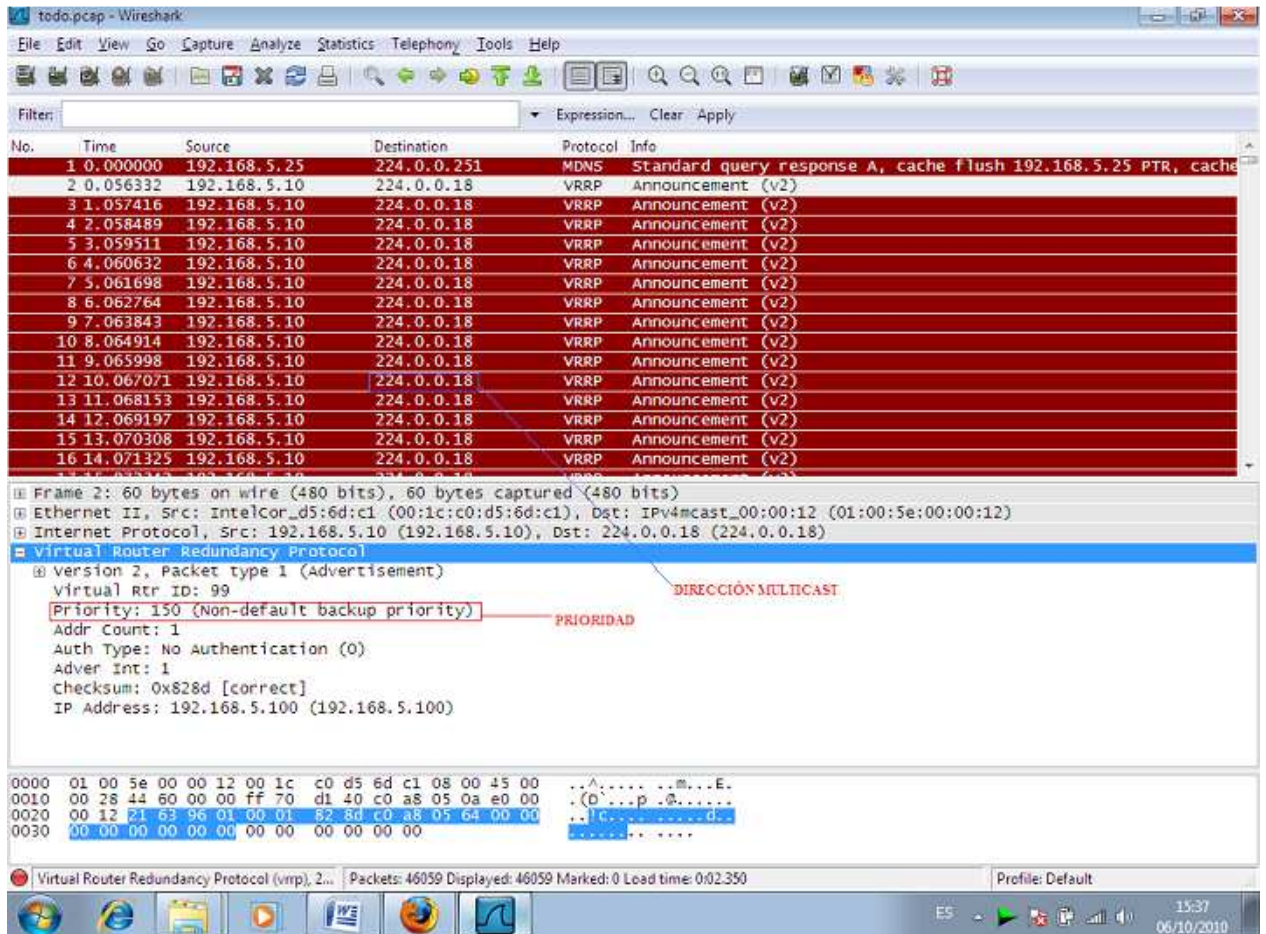 todo.pcap - Wireshark
File Edit View Go Capture Analyze Statistics Telephony Tools Help
Filter: Expression... Clear Apply
No. Time Source Destination Protocol Info
1 0.000000 192.168.5.25 224.0.0.251 MDNS Standard query response A, cache flush 192.168.5.25 PTR, cache
2 0.056332 192.168.5.10 224.0.0.18 VRRP Announcement (v2)
3 1.057416 192.168.5.10 224.0.0.18 VRRP Announcement (v2)
4 2.058489 192.168.5.10 224.0.0.18 VRRP Announcement (v2)
5 3.059511 192.168.5.10 224.0.0.18 VRRP Announcement (v2)
6 4.060632 192.168.5.10 224.0.0.18 VRRP Announcement (v2)
7 5.061698 192.168.5.10 224.0.0.18 VRRP Announcement (v2)
8 6.062764 192.168.5.10 224.0.0.18 VRRP Announcement (v2)
9 7.063843 192.168.5.10 224.0.0.18 VRRP Announcement (v2)
10 8.064914 192.168.5.10 224.0.0.18 VRRP Announcement (v2)
11 9.065998 192.168.5.10 224.0.0.18 VRRP Announcement (v2)
12 10.067071 192.168.5.10 224.0.0.18 VRRP Announcement (v2)
13 11.068153 192.168.5.10 224.0.0.18 VRRP Announcement (v2)
14 12.069197 192.168.5.10 224.0.0.18 VRRP Announcement (v2)
15 13.070308 192.168.5.10 224.0.0.18 VRRP Announcement (v2)
16 14.071325 192.168.5.10 224.0.0.18 VRRP Announcement (v2)
Frame 2: 60 bytes on wire (480 bits), 60 bytes captured (480 bits)
Ethernet II, Src: IntelCor_d5:6d:c1 (00:1c:c0:d5:6d:c1), Dst: IPv4mcast_00:00:12 (01:00:5e:00:00:12)
Internet Protocol, Src: 192.168.5.10 (192.168.5.10), Dst: 224.0.0.18 (224.0.0.18)
Virtual Router Redundancy Protocol
Version 2, Packet type 1 (Advertisement)
Virtual Rtr ID: 99
DIRECCIÓN MULTICAST
Priority: 150 (Non-default backup priority)
PRIORIDAD
Addr Count: 1
Auth Type: No Authentication (0)
Adver Int: 1
Checksum: 0x828d [correct]
IP Address: 192.168.5.100 (192.168.5.100)
0000 01 00 5e 00 00 12 00 1c c0 d5 6d c1 08 00 45 00 ..^..... ..m...E.
0010 00 28 44 60 00 00 ff 70 d1 40 c0 a8 05 0a e0 00 .(D`...p .@......
0020 00 12 21 63 96 01 00 01 82 8d c0 a8 05 64 00 00 ..!c.... .....d..
0030 00 00 00 00 00 00 00 00 00 00 00 00 ........ ....
Virtual Router Redundancy Protocol (vrrp), 2... Packets: 46059 Displayed: 46059 Marked: 0 Load time: 0:02.350 Profile: Default
ES 15:37
06/10/2010